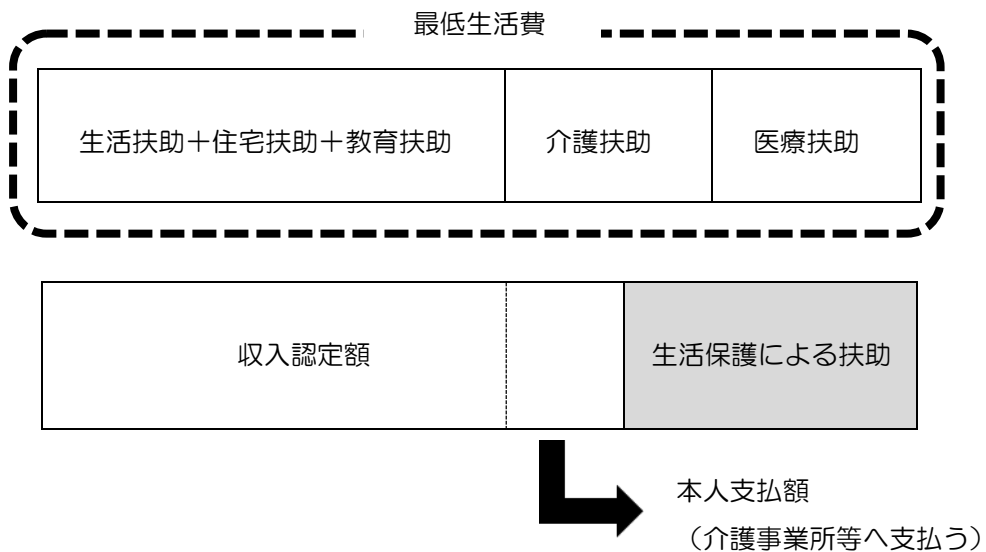 最低生活費
生活扶助＋住宅扶助＋教育扶助
介護扶助
医療扶助
収入認定額
生活保護による扶助
本人支払額
（介護事業所等へ支払う）